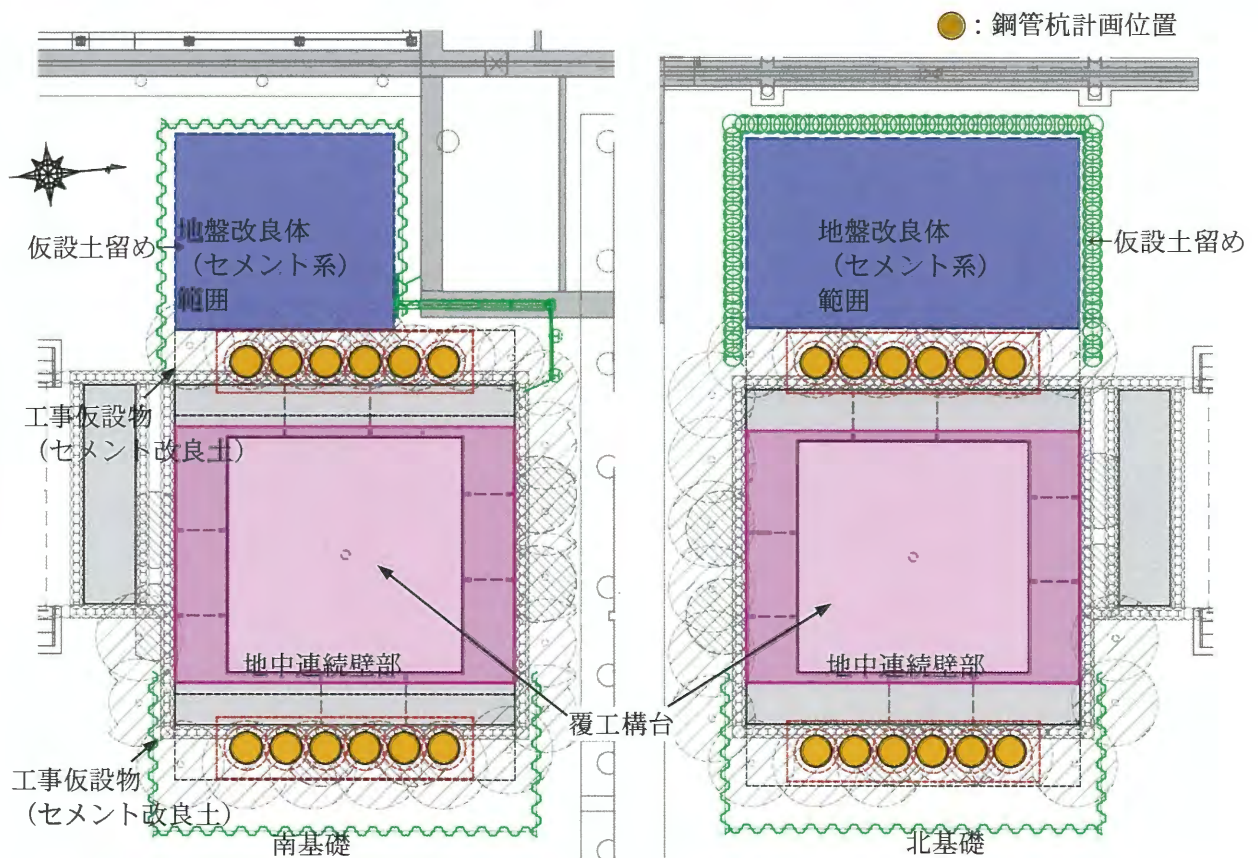 ：鋼管杭計画位置
仮設土留め
地盤改良体
（セメント系）
範囲
工事仮設物
（セメント改良土）
地中連続壁部
工事仮設物
（セメント改良土）
南基礎
覆工構台
地盤改良体
（セメント系）
範囲
仮設土留め
地中連続壁部
北基礎